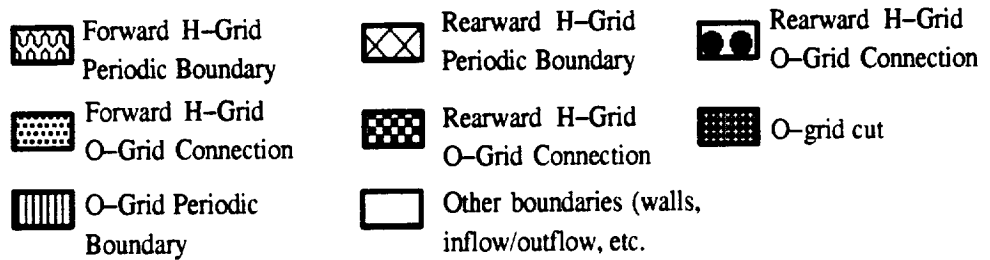 Forward H–Grid
Periodic Boundary
Rearward H–Grid
Periodic Boundary
Rearward H–Grid
O–Grid Connection
Forward H–Grid
O–Grid Connection
Rearward H–Grid
O–Grid Connection
O–grid cut
O–Grid Periodic
Boundary
Other boundaries (walls,
inflow/outflow, etc.